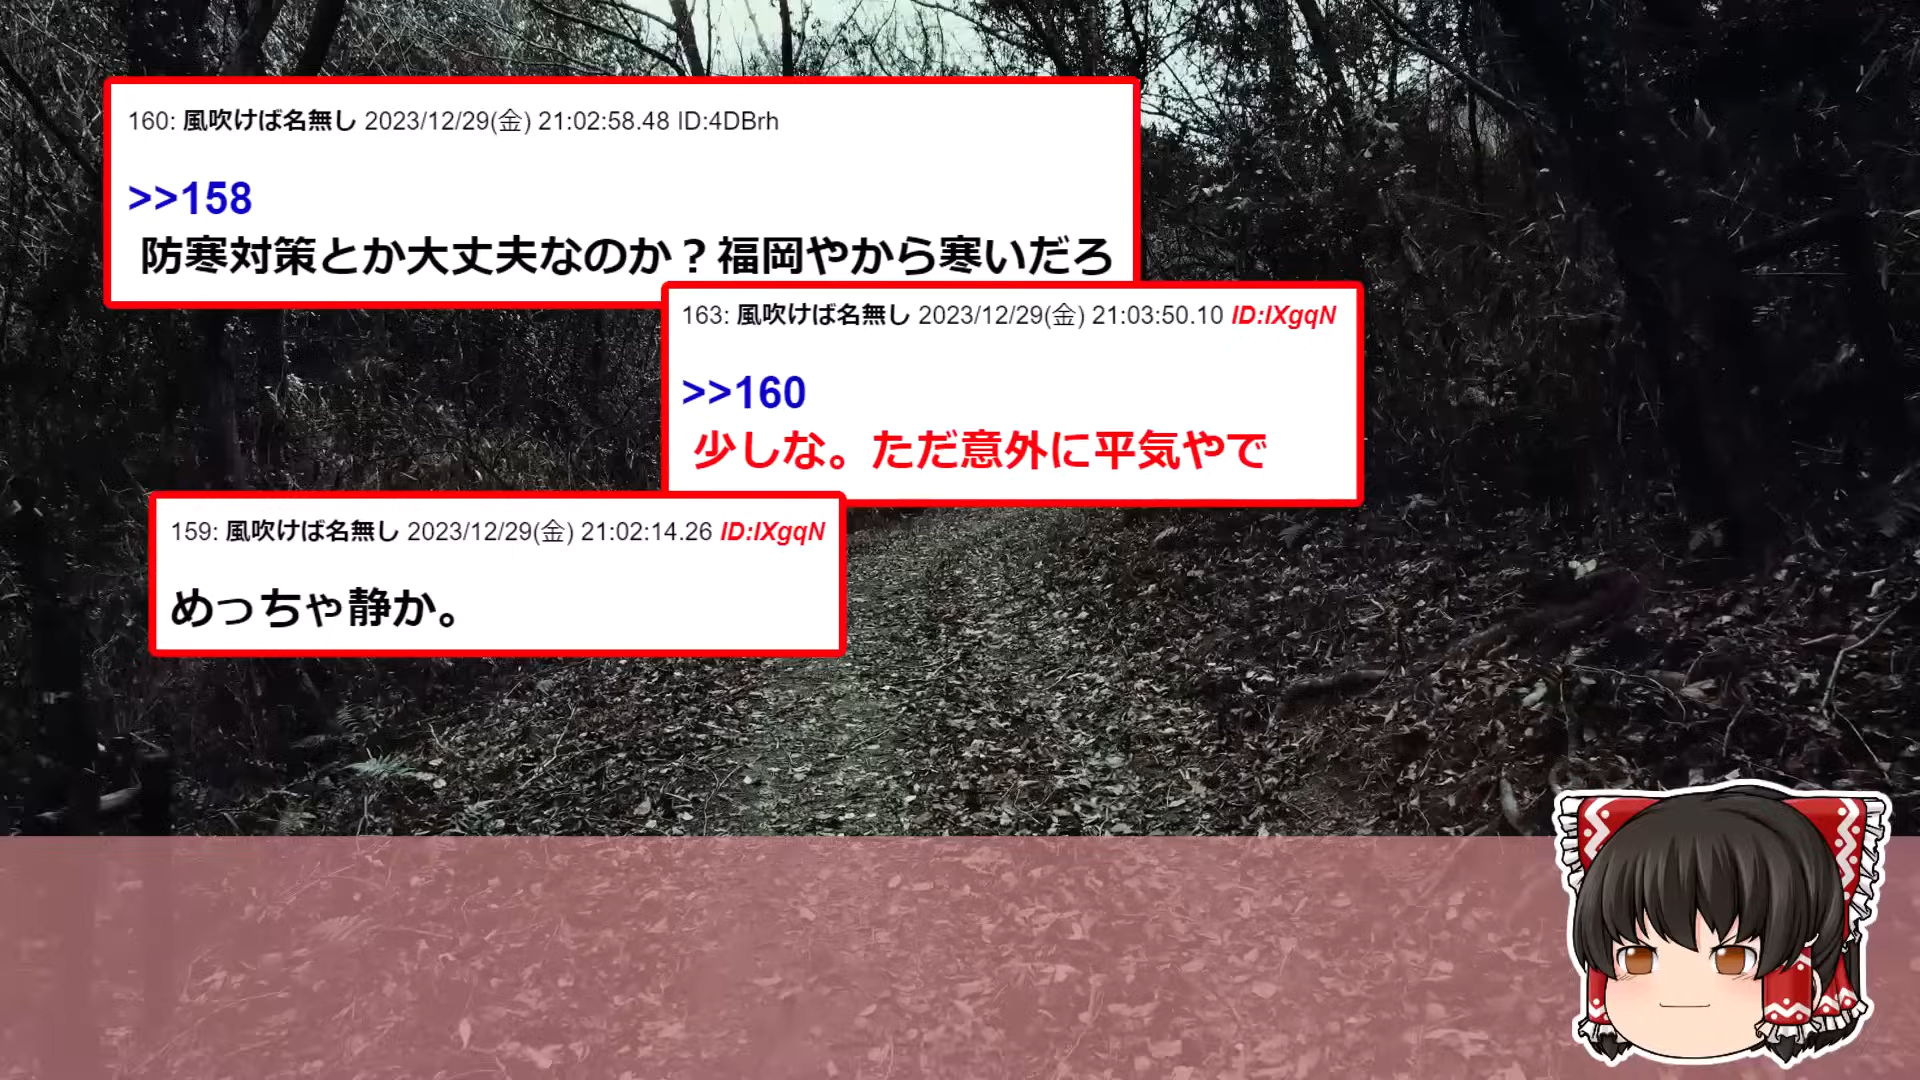 160: 風吹けば名無し 2023/12/29(金) 21:02:58.48 ID:4DBrh
>>158
防寒対策とか大丈夫なのか？福岡やから寒いだろ
163: 風吹けば名無し 2023/12/29(金) 21:03:50.10 ID:lXgqN
>>160
少しな。ただ意外に平気やで
159: 風吹けば名無し 2023/12/29(金) 21:02:14.26 ID:lXgqN
めっちゃ静か。